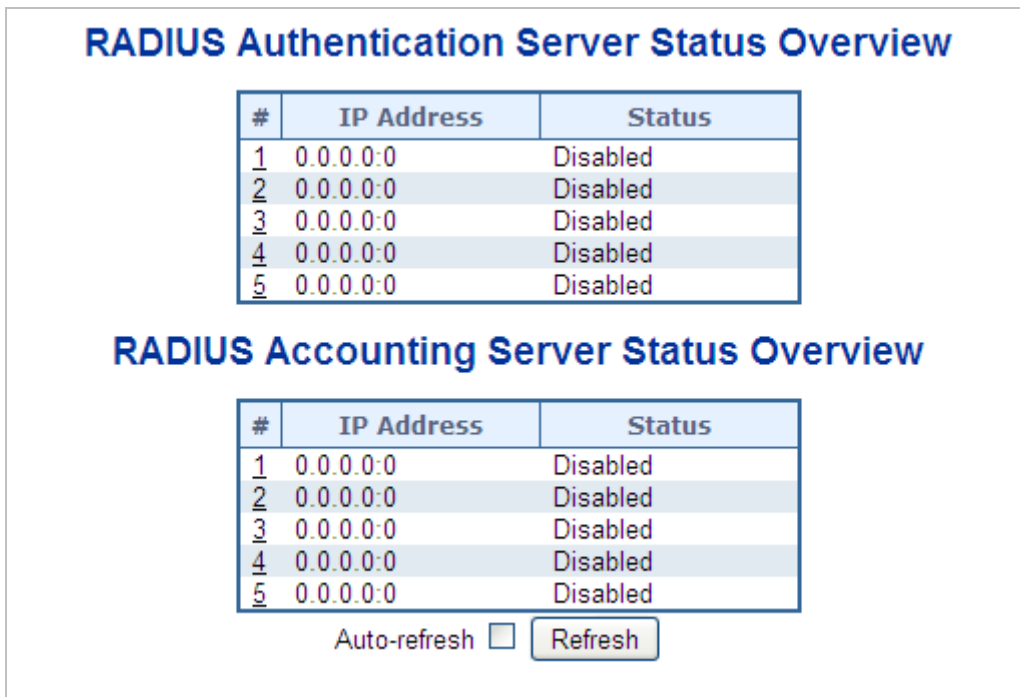 RADIUS Authentication Server Status Overview
# IP Address Status
1 0.0.0.0:0 Disabled
2 0.0.0.0:0 Disabled
3 0.0.0.0:0 Disabled
4 0.0.0.0:0 Disabled
5 0.0.0.0:0 Disabled
RADIUS Accounting Server Status Overview
# IP Address Status
1 0.0.0.0:0 Disabled
2 0.0.0.0:0 Disabled
3 0.0.0.0:0 Disabled
4 0.0.0.0:0 Disabled
5 0.0.0.0:0 Disabled
Auto-refresh Refresh